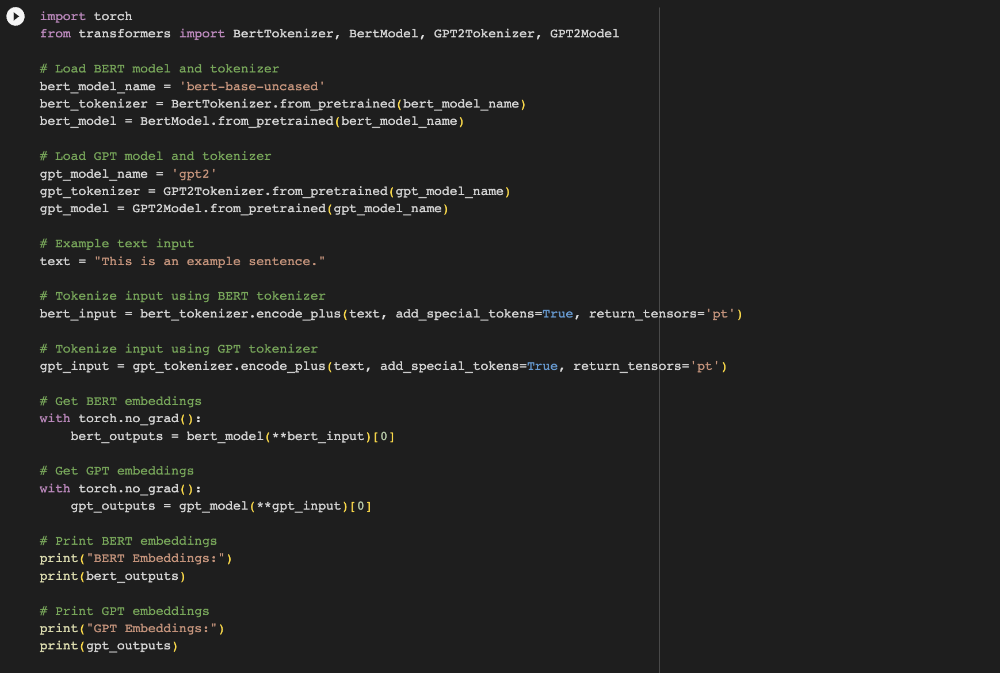 import torch
from transformers import BertTokenizer, BertModel, GPT2Tokenizer, GPT2Model
# Load BERT model and tokenizer
bert_model_name = 'bert-base-uncased'
bert_tokenizer = BertTokenizer.from_pretrained(bert_model_name)
bert_model = BertModel.from_pretrained(bert_model_name)
# Load GPT model and tokenizer
gpt_model_name = 'gpt2'
gpt_tokenizer = GPT2Tokenizer.from_pretrained(gpt_model_name)
gpt_model = GPT2Model.from_pretrained(gpt_model_name)
# Example text input
text = "This is an example sentence."
# Tokenize input using BERT tokenizer
bert_input = bert_tokenizer.encode_plus(text, add_special_tokens=True, return_tensors='pt')
# Tokenize input using GPT tokenizer
gpt_input = gpt_tokenizer.encode_plus(text, add_special_tokens=True, return_tensors='pt')
# Get BERT embeddings
with torch.no_grad():
    bert_outputs = bert_model(**bert_input)[0]
# Get GPT embeddings
with torch.no_grad():
    gpt_outputs = gpt_model(**gpt_input)[0]
# Print BERT embeddings
print("BERT Embeddings:")
print(bert_outputs)
# Print GPT embeddings
print("GPT Embeddings:")
print(gpt_outputs)